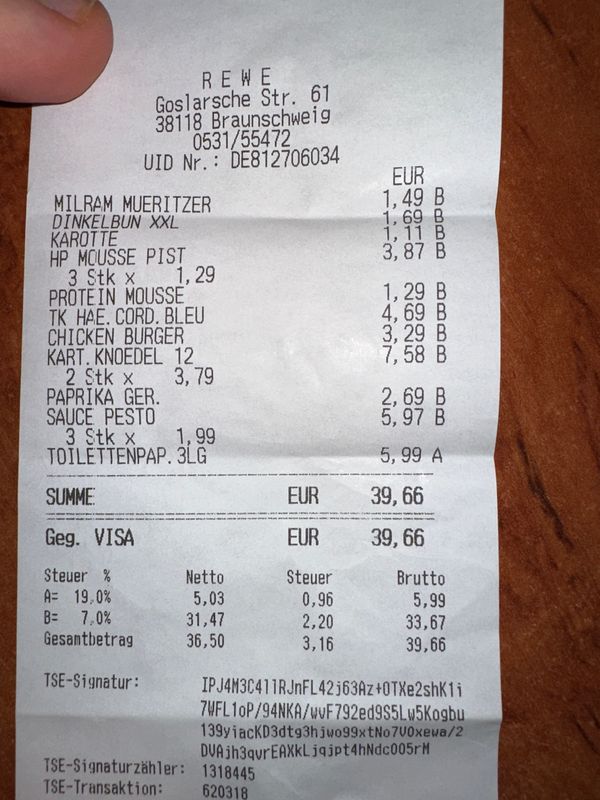 REWE
Goslarsche Str. 61
38118 Braunschweig
0531/55472
UID Nr.: DE812706034
EUR
MILRAM MUERITZER 1,49 B
DINKELBUN XXL 1,69 B
KAROTTE 1,11 B
HP MOUSSE PIST 3,87 B
3 Stk x 1,29
PROTEIN MOUSSE 1,29 B
TK HAE.CORD.BLEU 4,69 B
CHICKEN BURGER 3,29 B
KART.KNOEDEL 12 7,58 B
2 Stk x 3,79
PAPRIKA GER. 2,69 B
SAUCE PESTO 5,97 B
3 Stk x 1,99
TOILETTENPAP.3LG 5,99 A
SUMME EUR 39,66
Geg. VISA EUR 39,66
Steuer % Netto Steuer Brutto
A= 19,0% 5,03 0,96 5,99
B= 7,0% 31,47 2,20 33,67
Gesamtbetrag 36,50 3,16 39,66
TSE-Signatur: IPJ4M3C41lRJnFL42j63Az+0TXe2shK1i
7WFL1oP/94NKA/wvF792ed9S5Lw5Kogbu
139yiacKD3dtg3hjwo99xtNo7V0xewa/2
DVAjh3qvrEAXkLjqjpt4hNdc005rM
TSE-Signaturzähler: 1318445
TSE-Transaktion: 620318